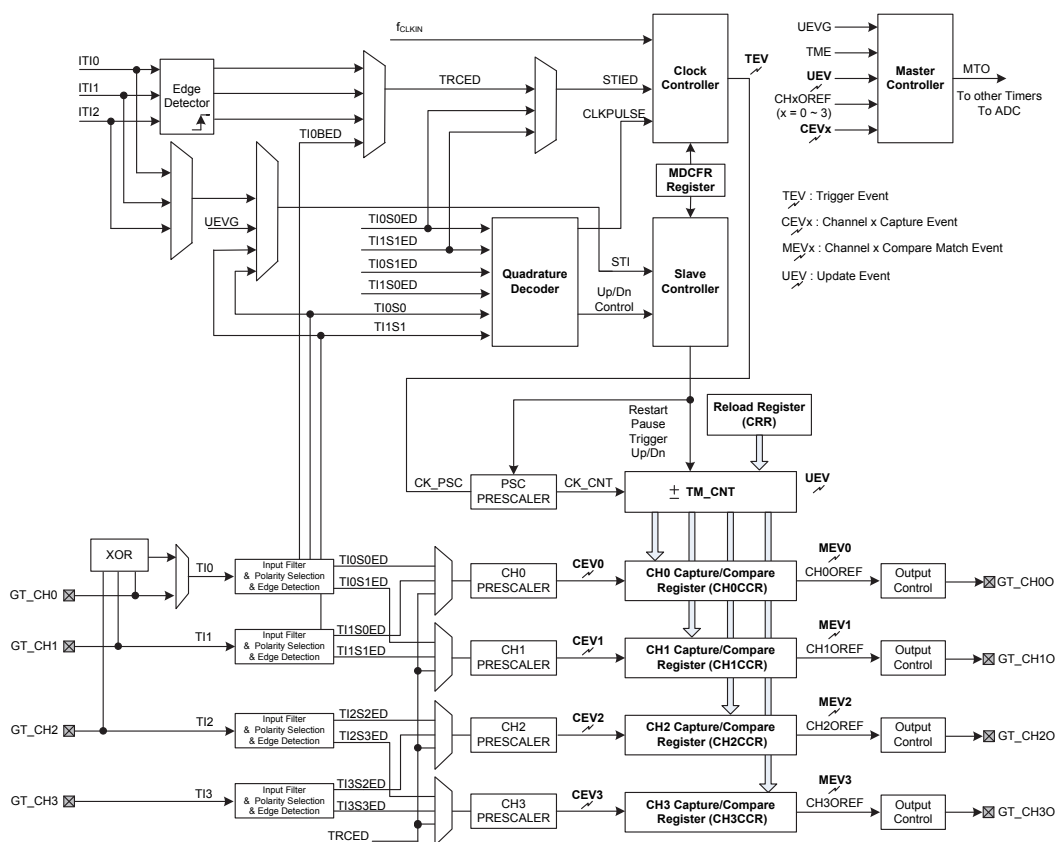 fCLKIN
ITI0
ITI1
ITI2
Edge
Detector
TRCED
STIED
CLKPULSE
TI0BED
Clock
Controller
TEV
UEVG
TME
UEV
CHxOREF
(x = 0 ~ 3)
CEVx
Master
Controller
MTO
To other Timers
To ADC
MDCFR
Register
TEV : Trigger Event
CEVx : Channel x Capture Event
MEVx : Channel x Compare Match Event
UEV : Update Event
UEVG
TI0S0ED
TI1S1ED
TI0S1ED
TI1S0ED
TI0S0
TI1S1
Quadrature
Decoder
STI
Up/Dn
Control
Slave
Controller
Restart
Pause
Trigger
Up/Dn
Reload Register
(CRR)
CK_PSC
PSC
PRESCALER
CK_CNT
± TM_CNT
UEV
XOR
GT_CH0
TI0
Input Filter
& Polarity Selection
& Edge Detection
TI0S0ED
TI0S1ED
CH0
PRESCALER
CEV0
CH0 Capture/Compare
Register (CH0CCR)
MEV0
CH0OREF
Output
Control
GT_CH0O
GT_CH1
TI1
Input Filter
& Polarity Selection
& Edge Detection
TI1S0ED
TI1S1ED
CH1
PRESCALER
CEV1
CH1 Capture/Compare
Register (CH1CCR)
MEV1
CH1OREF
Output
Control
GT_CH1O
GT_CH2
TI2
Input Filter
& Polarity Selection
& Edge Detection
TI2S2ED
TI2S3ED
CH2
PRESCALER
CEV2
CH2 Capture/Compare
Register (CH2CCR)
MEV2
CH2OREF
Output
Control
GT_CH2O
GT_CH3
TI3
Input Filter
& Polarity Selection
& Edge Detection
TI3S2ED
TI3S3ED
TRCED
CH3
PRESCALER
CEV3
CH3 Capture/Compare
Register (CH3CCR)
MEV3
CH3OREF
Output
Control
GT_CH3O